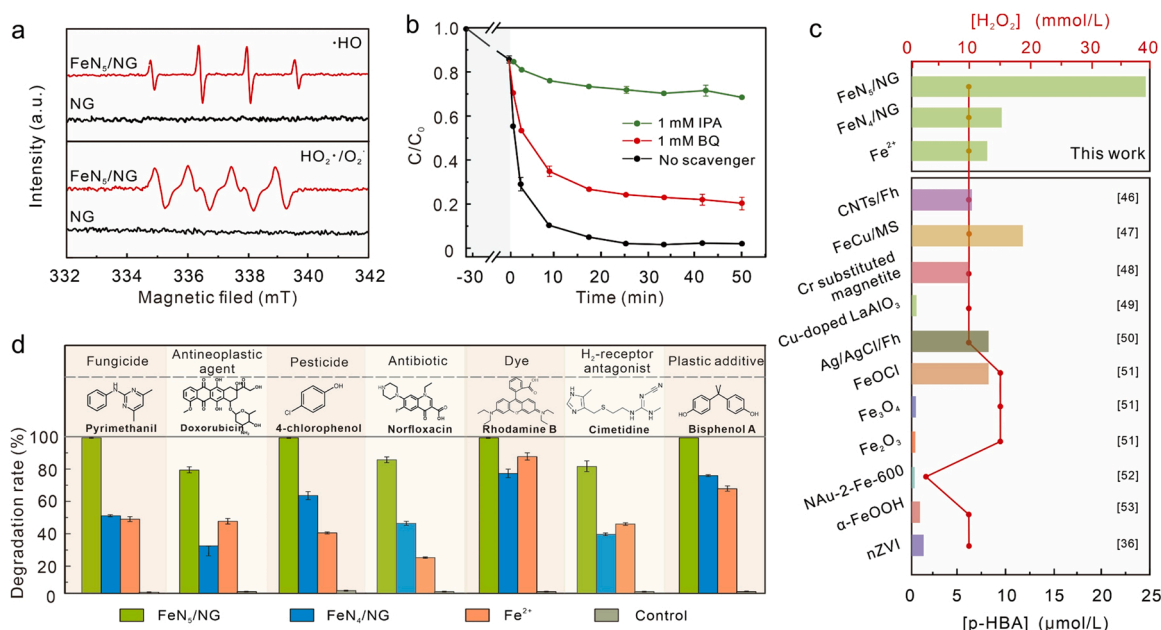 a
·HO
FeN₅/NG
NG
HO₂·/O₂⁻
FeN₅/NG
NG
Intensity (a.u.)
332 334 336 338 340 342
Magnetic filed (mT)
b
1.0
0.8
0.6
0.4
0.2
0
C/C₀
1 mM IPA
1 mM BQ
No scavenger
-30 0 10 20 30 40 50
Time (min)
c
[H₂O₂] (mmol/L)
0 10 20 30 40
FeN₅/NG
FeN₄/NG
Fe²⁺
This work
CNTs/Fh [46]
FeCu/MS [47]
Cr substituted
magnetite [48]
Cu-doped LaAlO₃ [49]
Ag/AgCl/Fh [50]
FeOCl [51]
Fe₃O₄ [51]
Fe₂O₃ [51]
NAu-2-Fe-600 [52]
α-FeOOH [53]
nZVI [36]
0 5 10 15 20 25
[p-HBA] (μmol/L)
d
Fungicide
Antineoplastic
agent
Pesticide
Antibiotic
Dye
H₂-receptor
antagonist
Plastic additive
Pyrimethanil
Doxorubicin
4-chlorophenol
Norfloxacin
Rhodamine B
Cimetidine
Bisphenol A
Degradation rate (%)
100
80
60
40
20
0
FeN₅/NG
FeN₄/NG
Fe²⁺
Control